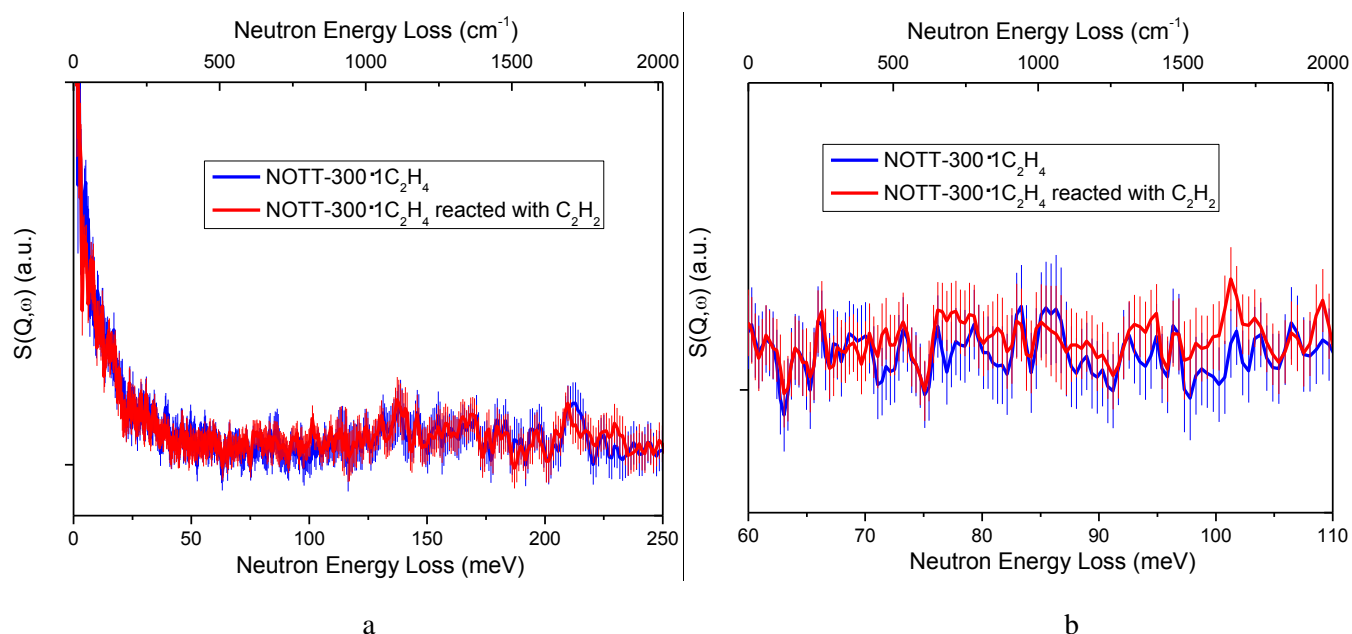 Neutron Energy Loss (cm⁻¹)
0 500 1000 1500 2000
NOTT-300·1C₂H₄
NOTT-300·1C₂H₄ reacted with C₂H₂
S(Q,ω) (a.u.)
0 50 100 150 200 250
Neutron Energy Loss (meV)
a
Neutron Energy Loss (cm⁻¹)
0 500 1000 1500 2000
NOTT-300·1C₂H₄
NOTT-300·1C₂H₄ reacted with C₂H₂
S(Q,ω) (a.u.)
60 70 80 90 100 110
Neutron Energy Loss (meV)
b